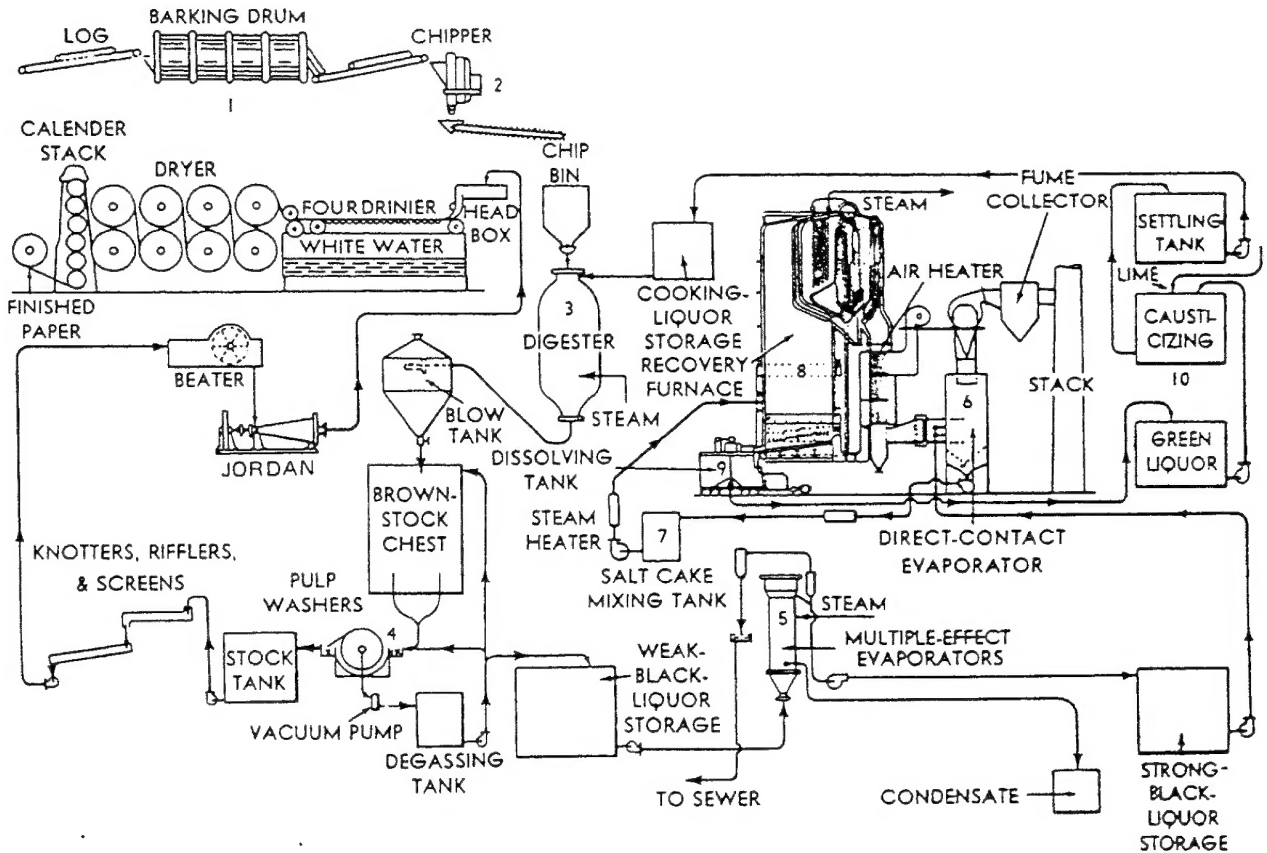 BARKING DRUM
LOG
CHIPPER
1
2
CALENDER
STACK
DRYER
CHIP
BIN
FOURDRINIER
HEAD
BOX
WHITE WATER
FINISHED
PAPER
BEATER
JORDAN
3
DIGESTER
STEAM
BLOW
TANK
COOKING-
LIQUOR
STORAGE
RECOVERY
FURNACE
STEAM
8
AIR HEATER
FUME
COLLECTOR
SETTLING
TANK
LIME
CAUSTI-
CIZING
10
STACK
6
GREEN
LIQUOR
DISSOLVING
TANK
9
STEAM
HEATER
7
SALT CAKE
MIXING TANK
DIRECT-CONTACT
EVAPORATOR
BROWN-
STOCK
CHEST
KNOTTERS, RIFFLERS,
& SCREENS
PULP
WASHERS
4
STOCK
TANK
VACUUM PUMP
DEGASSING
TANK
WEAK-
BLACK-
LIQUOR
STORAGE
5
STEAM
MULTIPLE-EFFECT
EVAPORATORS
TO SEWER
CONDENSATE
STRONG-
BLACK-
LIQUOR
STORAGE